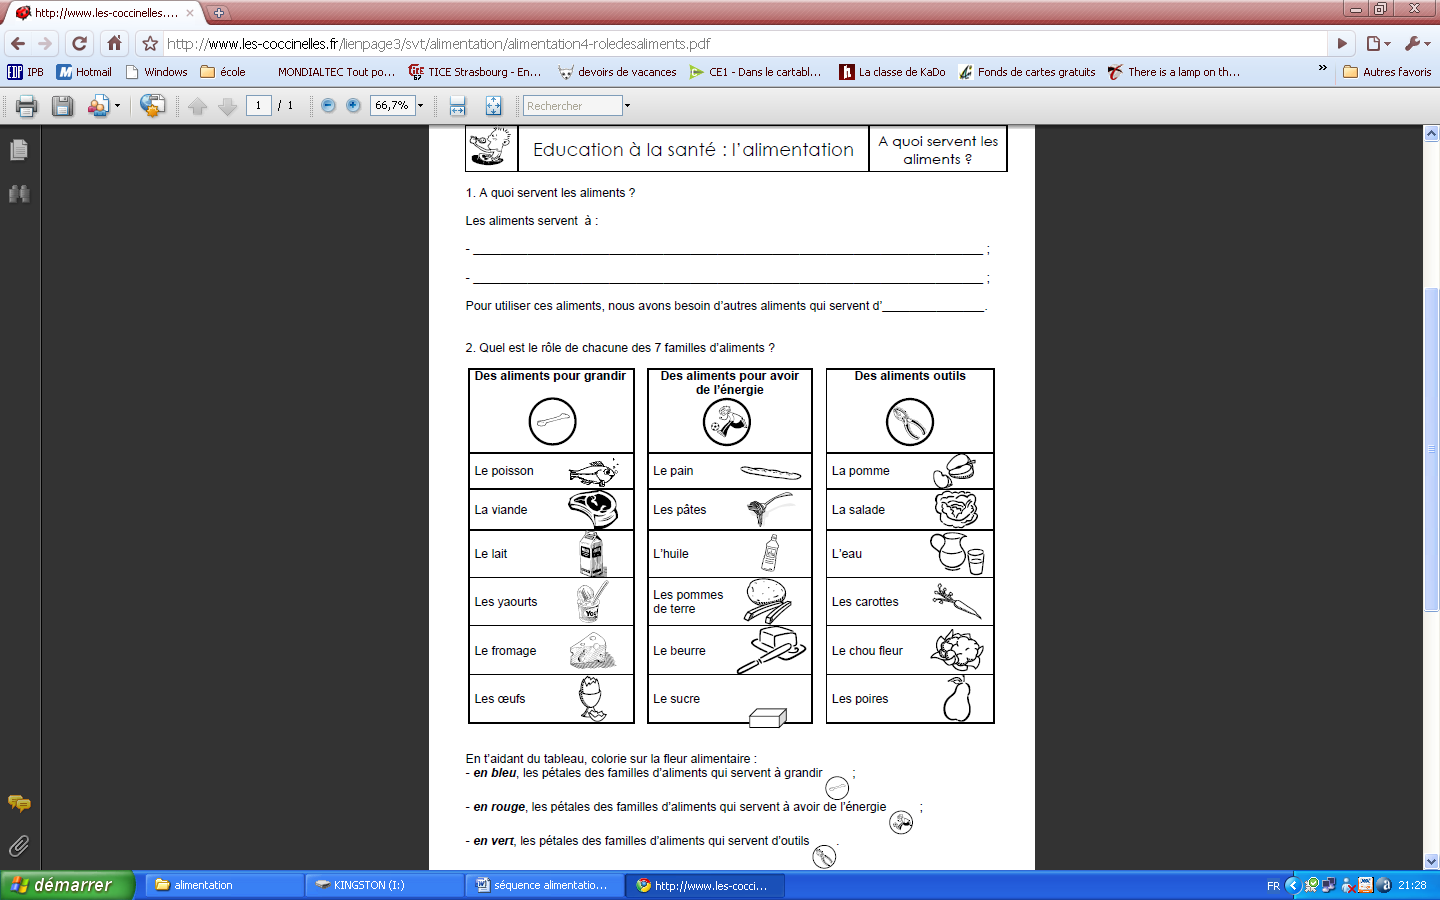 http://www.les-coccinelles....
http://www.les-coccinelles.fr/lienpage3/svt/alimentation/alimentation4-roledesaliments.pdf
IPB Hotmail Windows école MONDIALTEC Tout po... TICE Strasbourg - En... devoirs de vacances CE1 - Dans le cartabl... La classe de KaDo Fonds de cartes gratuits There is a lamp on th... » Autres favoris
1 / 1 66,7% Rechercher
Education à la santé : l'alimentation
A quoi servent les
aliments ?
1. A quoi servent les aliments ?
Les aliments servent à :
- ;
- ;
Pour utiliser ces aliments, nous avons besoin d'autres aliments qui servent d'_______________.
2. Quel est le rôle de chacune des 7 familles d'aliments ?
Des aliments pour grandir
Le poisson
La viande
Le lait
Les yaourts
Le fromage
Les œufs
Des aliments pour avoir
de l'énergie
Le pain
Les pâtes
L'huile
Les pommes
de terre
Le beurre
Le sucre
Des aliments outils
La pomme
La salade
L'eau
Les carottes
Le chou fleur
Les poires
En t'aidant du tableau, colorie sur la fleur alimentaire :
- en bleu, les pétales des familles d'aliments qui servent à grandir ;
- en rouge, les pétales des familles d'aliments qui servent à avoir de l'énergie ;
- en vert, les pétales des familles d'aliments qui servent d'outils .
démarrer alimentation KINGSTON (I:) séquence alimentatio... http://www.les-cocci... FR 21:28